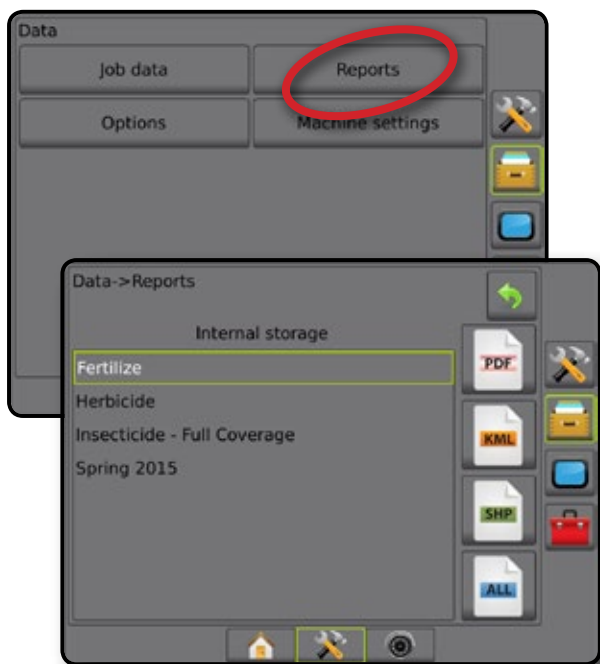 Data
Job data
Reports
Options
Machine settings
Data->Reports
Internal storage
Fertilize
Herbicide
Insecticide - Full Coverage
Spring 2015
PDF
KML
SHP
ALL